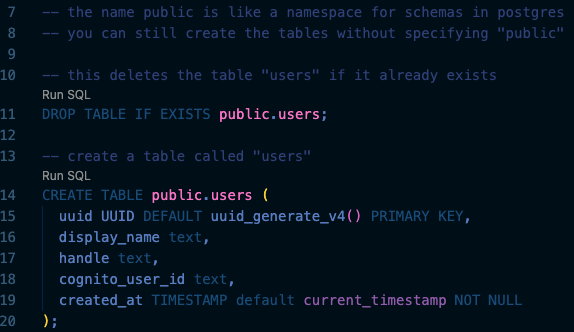 7 -- the name public is like a namespace for schemas in postgres
8 -- you can still create the tables without specifying "public"
9
10 -- this deletes the table "users" if it already exists
Run SQL
11 DROP TABLE IF EXISTS public.users;
12
13 -- create a table called "users"
Run SQL
14 CREATE TABLE public.users (
15 uuid UUID DEFAULT uuid_generate_v4() PRIMARY KEY,
16 display_name text,
17 handle text,
18 cognito_user_id text,
19 created_at TIMESTAMP default current_timestamp NOT NULL
20 );